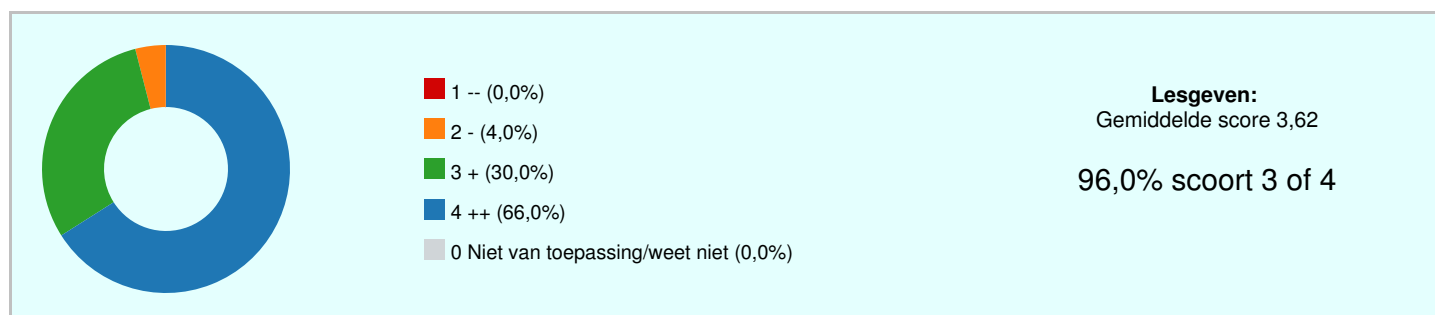 1 -- (0,0%)
2 - (4,0%)
3 + (30,0%)
4 ++ (66,0%)
0 Niet van toepassing/weet niet (0,0%)
Lesgeven:
Gemiddelde score 3,62
96,0% scoort 3 of 4